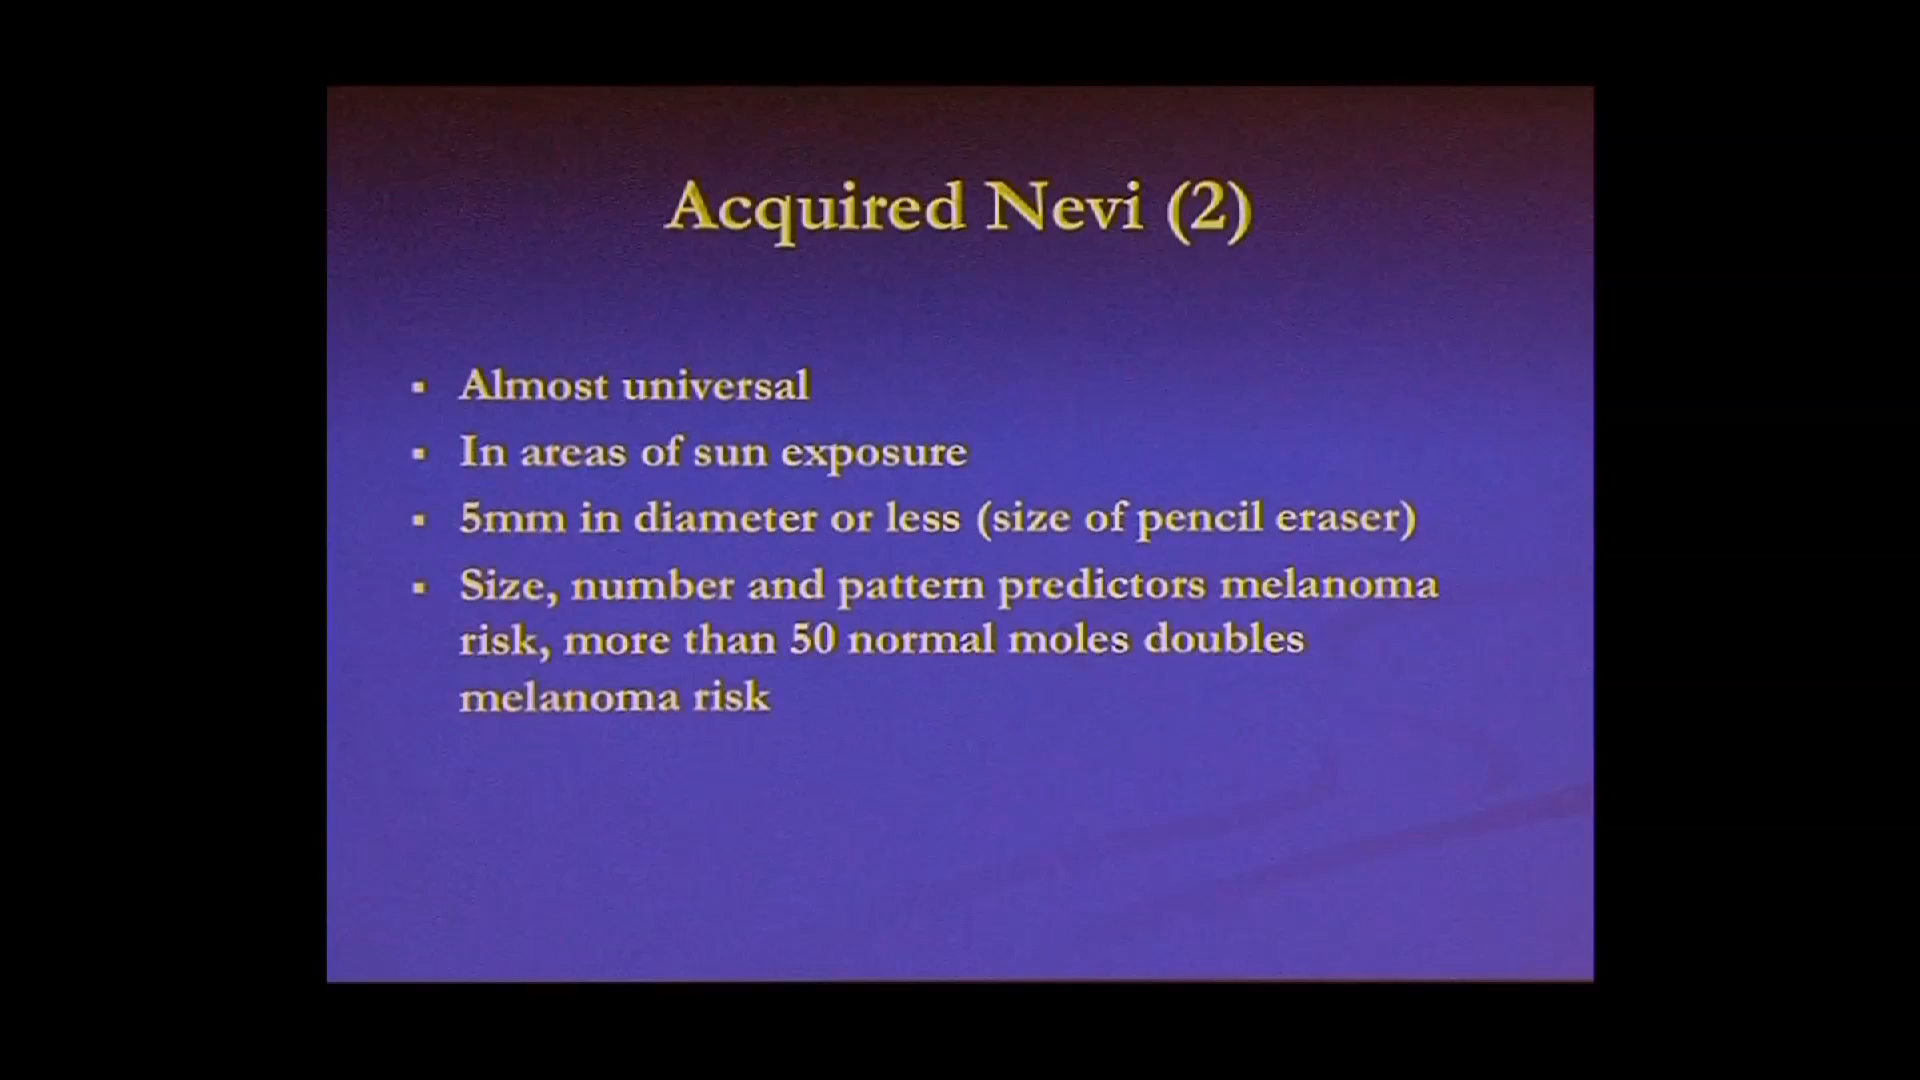 Acquired Nevi (2)
▪ Almost universal
▪ In areas of sun exposure
▪ 5mm in diameter or less (size of pencil eraser)
▪ Size, number and pattern predictors melanoma
risk, more than 50 normal moles doubles
melanoma risk